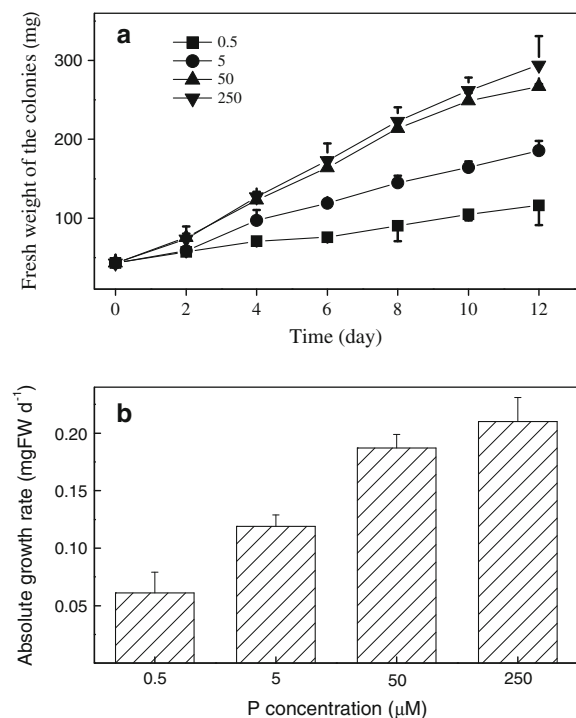 a
0.5
5
50
250
Fresh weight of the colonies (mg)
300
200
100
0 2 4 6 8 10 12
Time (day)
b
Absolute growth rate (mgFW d⁻¹)
0.20
0.15
0.10
0.05
0.5 5 50 250
P concentration (μM)